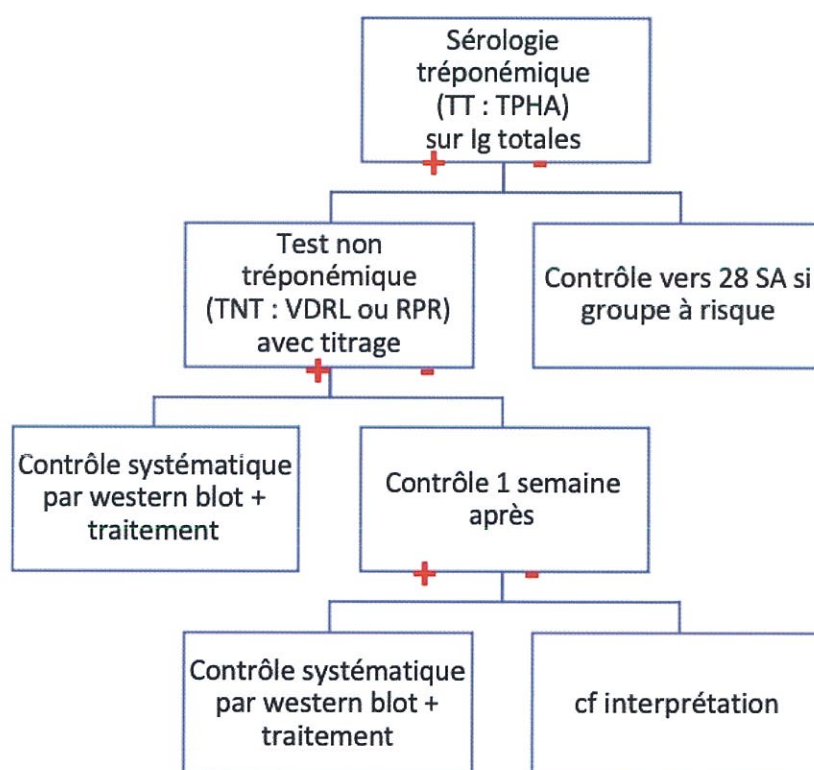 Sérologie
tréponémique
(TT : TPHA)
sur Ig totales
+ -
Test non
tréponémique
(TNT : VDRL ou RPR)
avec titrage
Contrôle vers 28 SA si
groupe à risque
+ -
Contrôle systématique
par western blot +
traitement
Contrôle 1 semaine
après
+ -
Contrôle systématique
par western blot +
traitement
cf interprétation